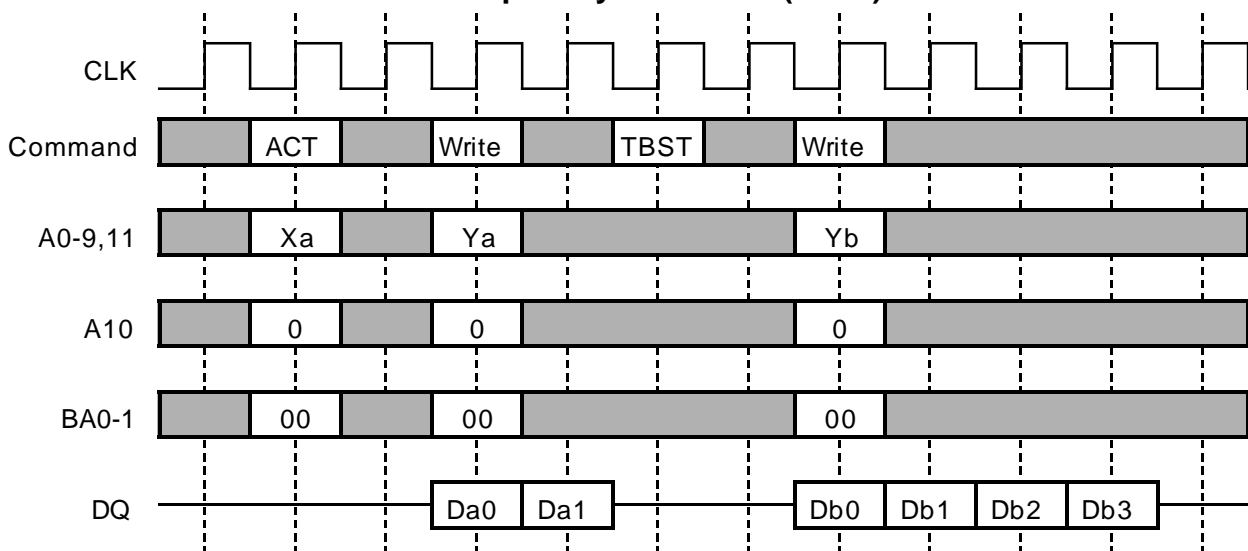 CLK
Command ACT Write TBST Write
A0-9,11 Xa Ya Yb
A10 0 0 0
BA0-1 00 00 00
DQ Da0 Da1 Db0 Db1 Db2 Db3